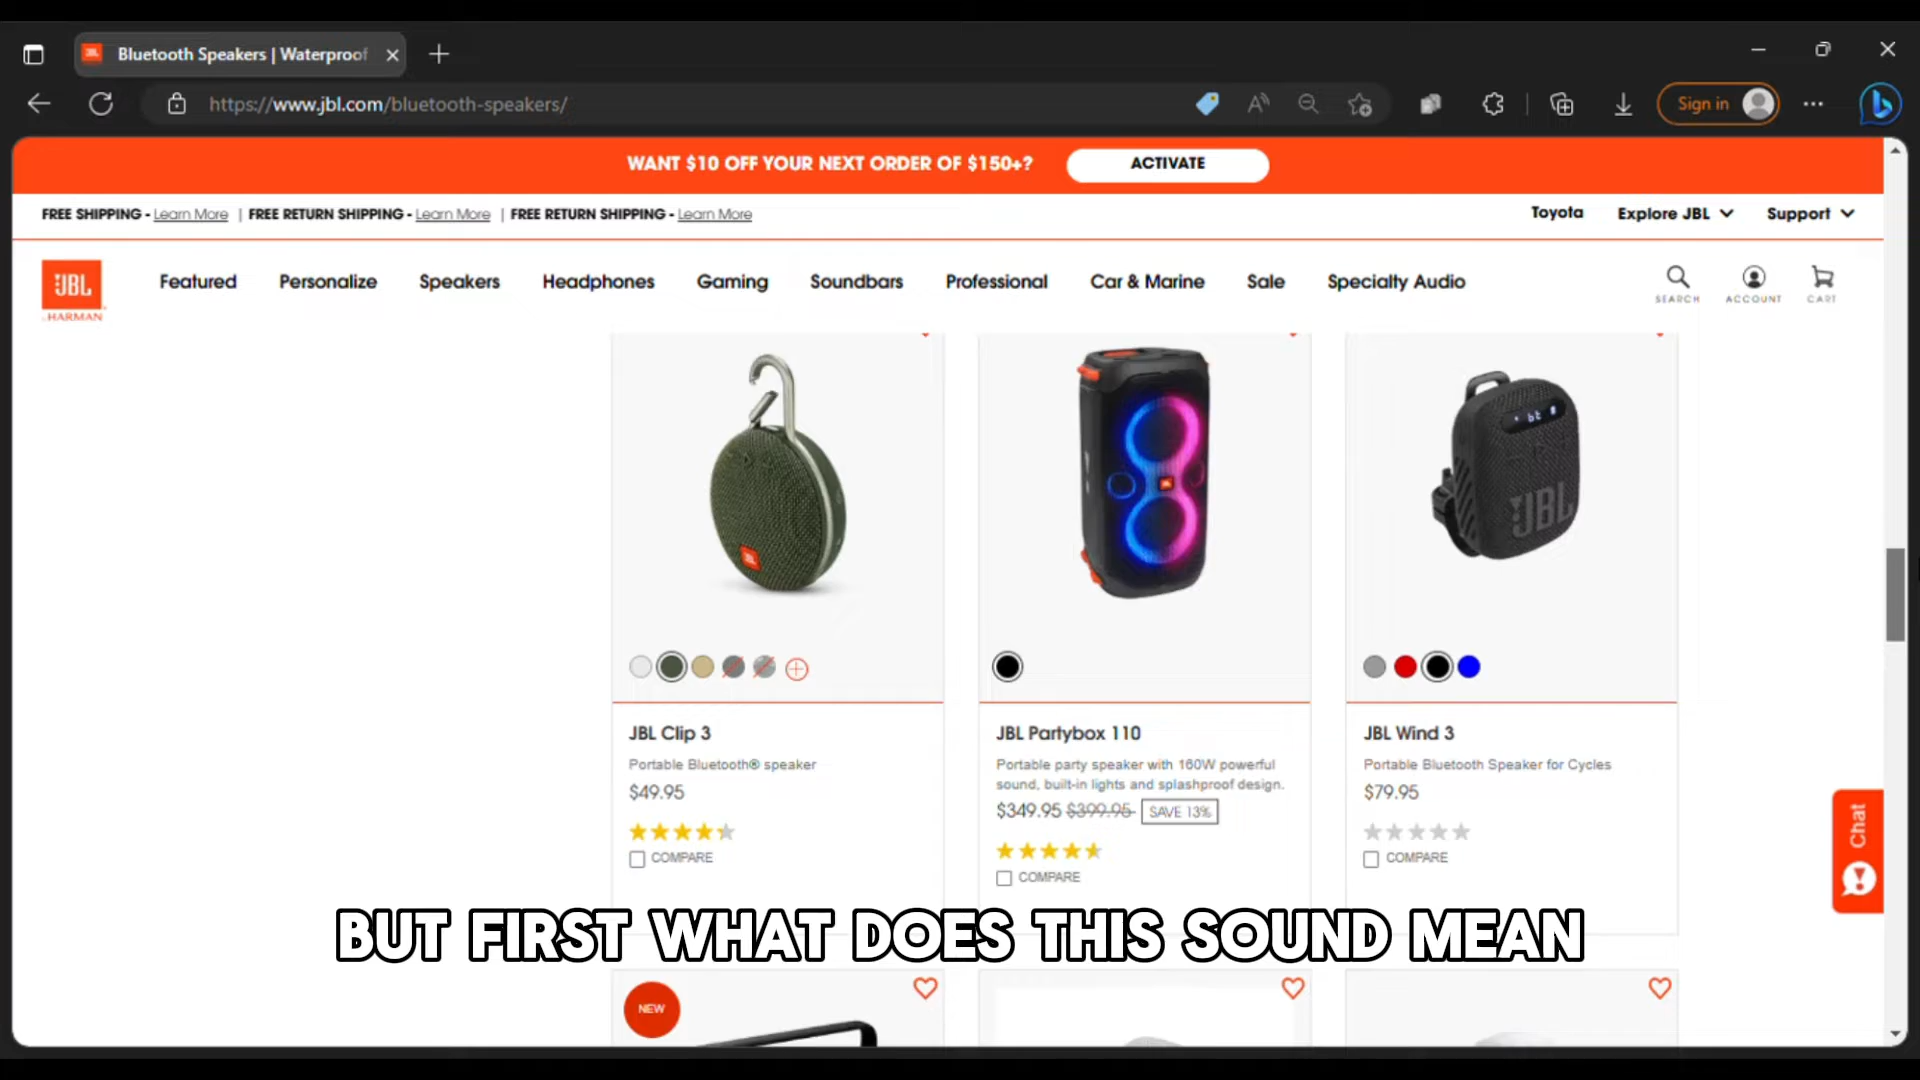 Bluetooth Speakers | Waterproof
https://www.jbl.com/bluetooth-speakers/
Sign in
WANT $10 OFF YOUR NEXT ORDER OF $150+? ACTIVATE
FREE SHIPPING - Learn More | FREE RETURN SHIPPING - Learn More | FREE RETURN SHIPPING - Learn More
Toyota Explore JBL Support
JBL
HARMAN
Featured Personalize Speakers Headphones Gaming Soundbars Professional Car & Marine Sale Specialty Audio
SEARCH ACCOUNT CART
bt
JBL
JBL Clip 3
Portable Bluetooth® speaker
$49.95
COMPARE
JBL Partybox 110
Portable party speaker with 160W powerful
sound, built-in lights and splashproof design.
$349.95 $399.95 SAVE 13%
COMPARE
JBL Wind 3
Portable Bluetooth Speaker for Cycles
$79.95
COMPARE
Chat
BUT FIRST WHAT DOES THIS SOUND MEAN
NEW